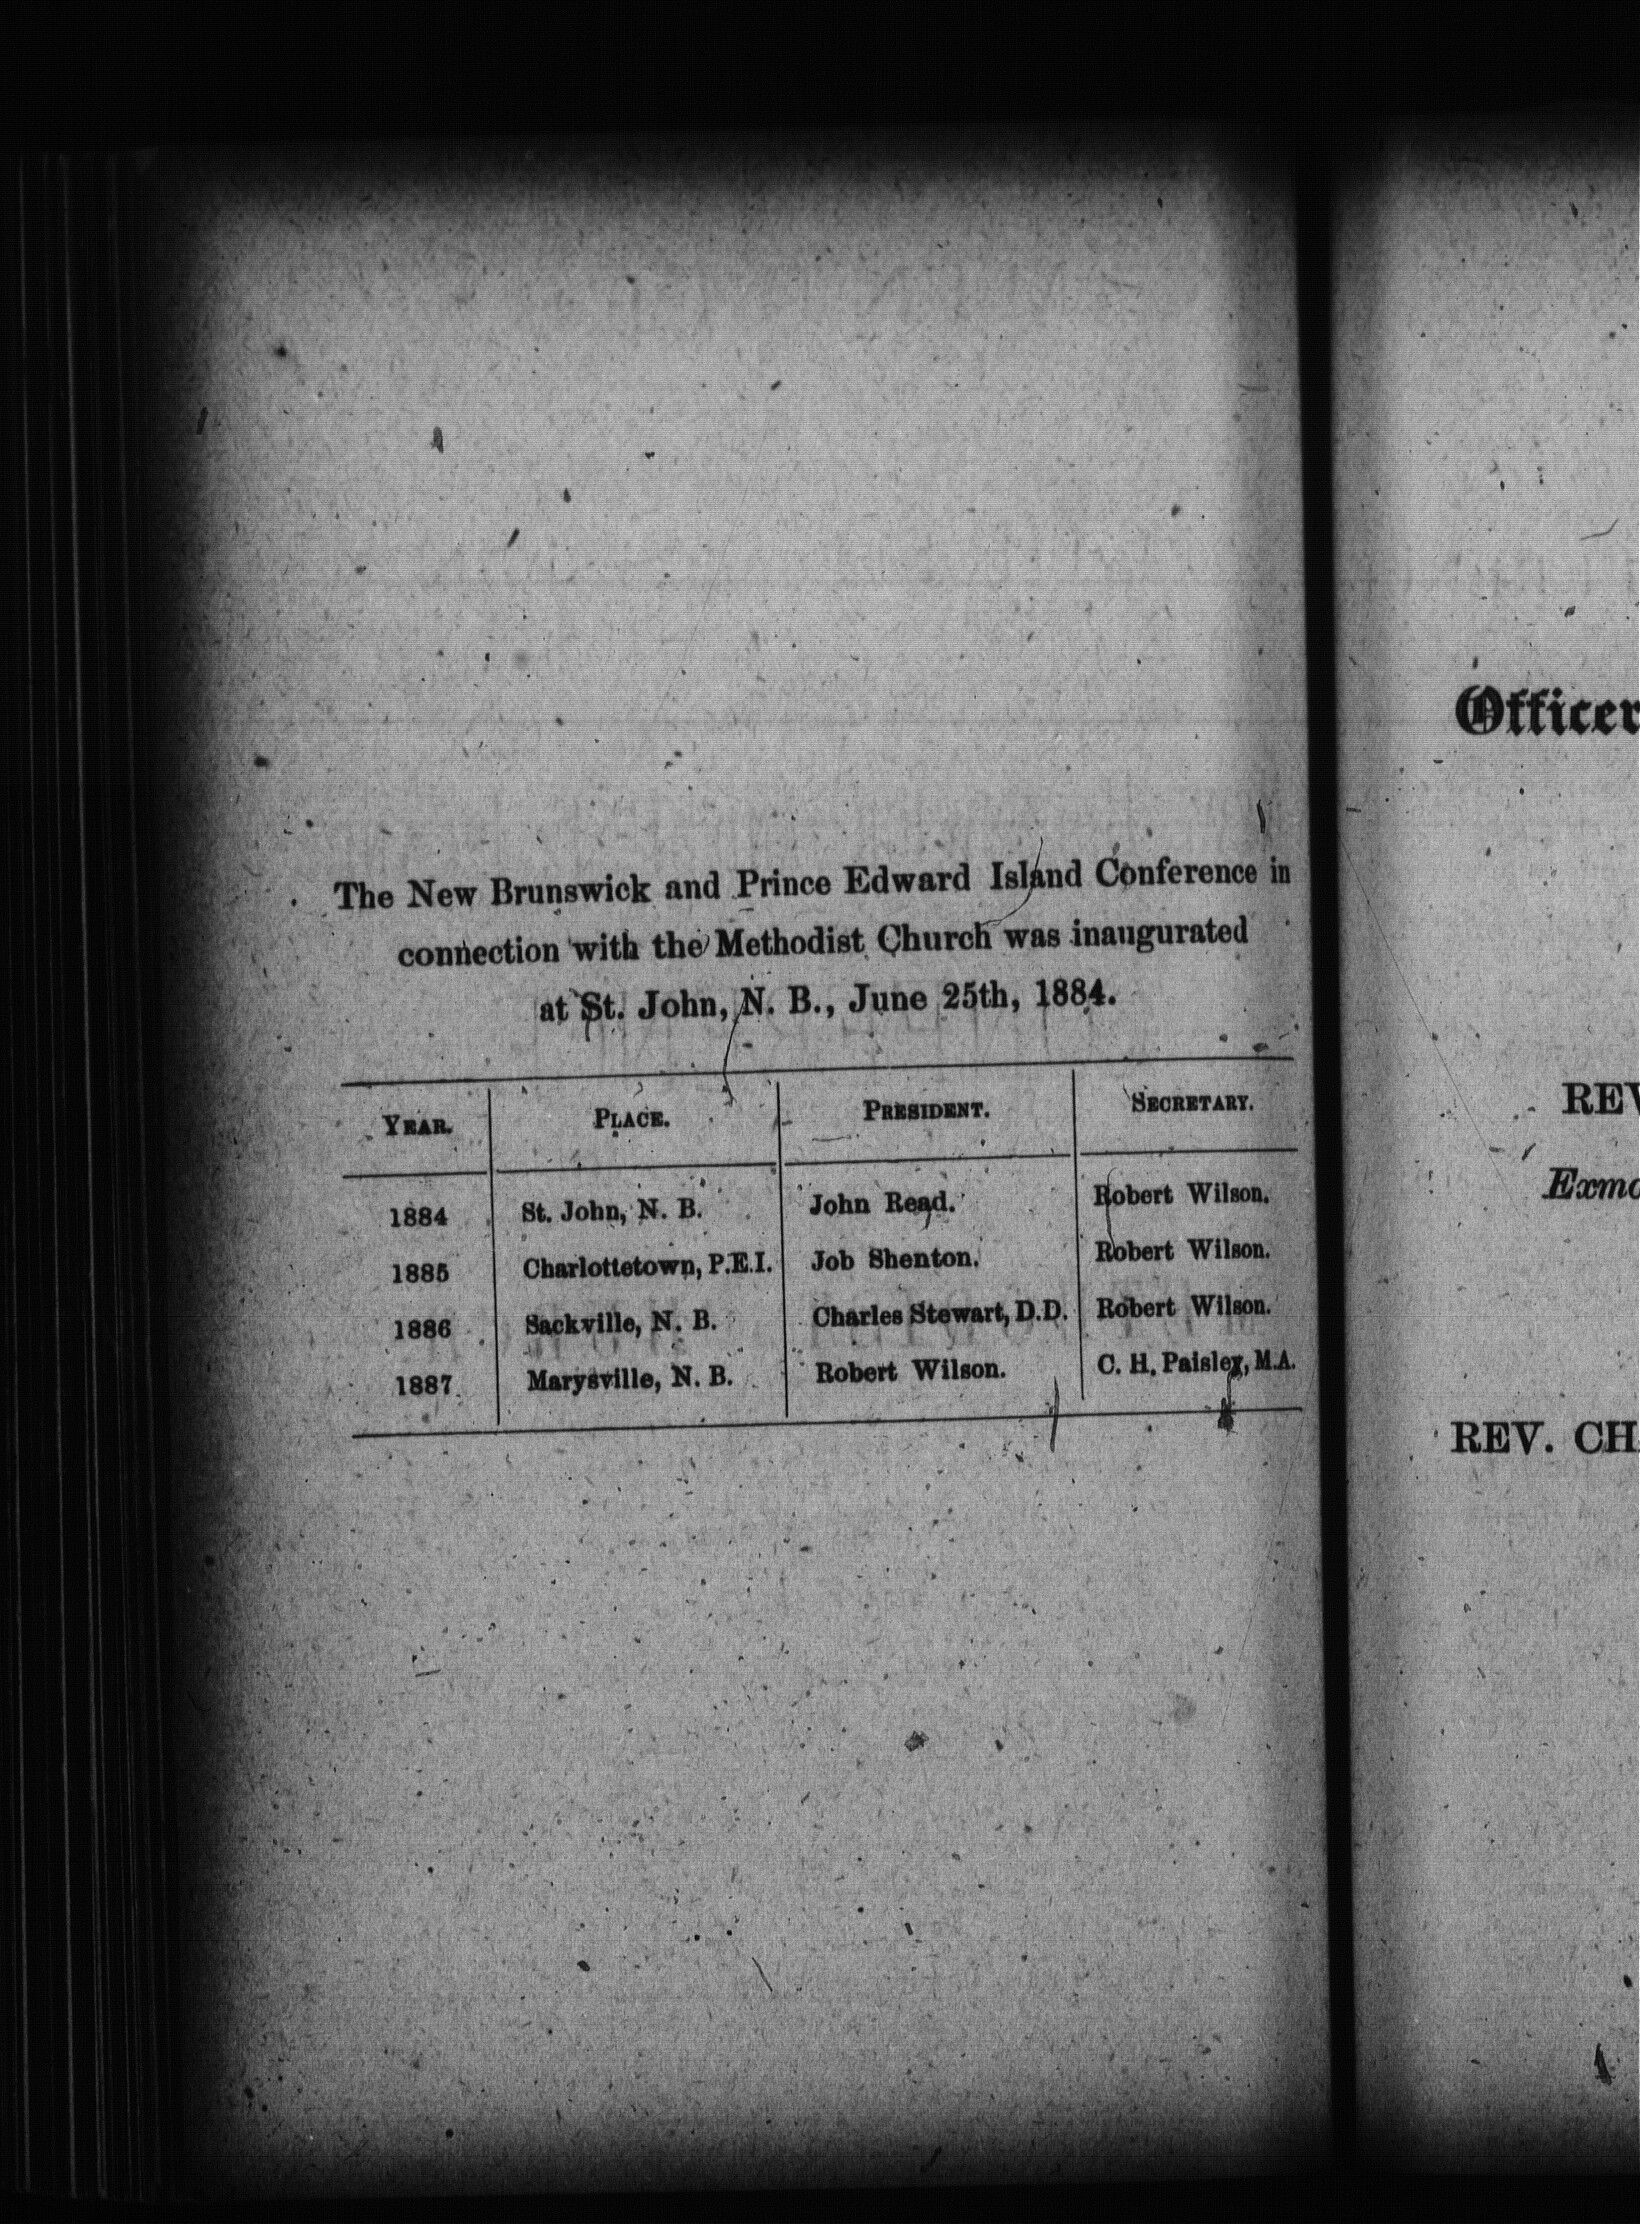 The New Brunswick and Prince Edward Island Conference in
connection with the Methodist Church was inaugurated
at St. John, N. B., June 25th, 1884.
YEAR. PLACE. PRESIDENT. SECRETARY.
1884 St. John, N. B. John Read. Robert Wilson.
1885 Charlottetown, P.E.I. Job Shenton. Robert Wilson.
1886 Sackville, N. B. Charles Stewart, D.D. Robert Wilson.
1887 Marysville, N. B. Robert Wilson. C. H. Paisley, M.A.
Officer
REV
Exmo
REV. CH